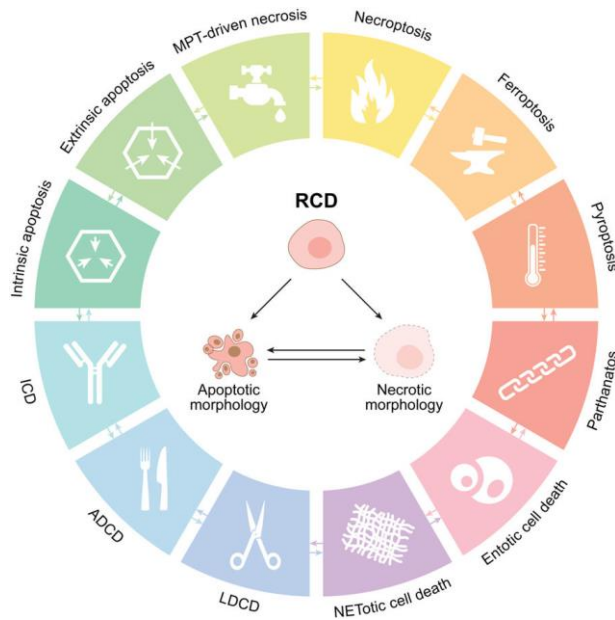 MPT-driven necrosis
Necroptosis
Ferroptosis
Pyroptosis
Parthanatos
Entotic cell death
NETotic cell death
LDCD
ADCD
ICD
Intrinsic apoptosis
Extrinsic apoptosis
RCD
Apoptotic
morphology
Necrotic
morphology